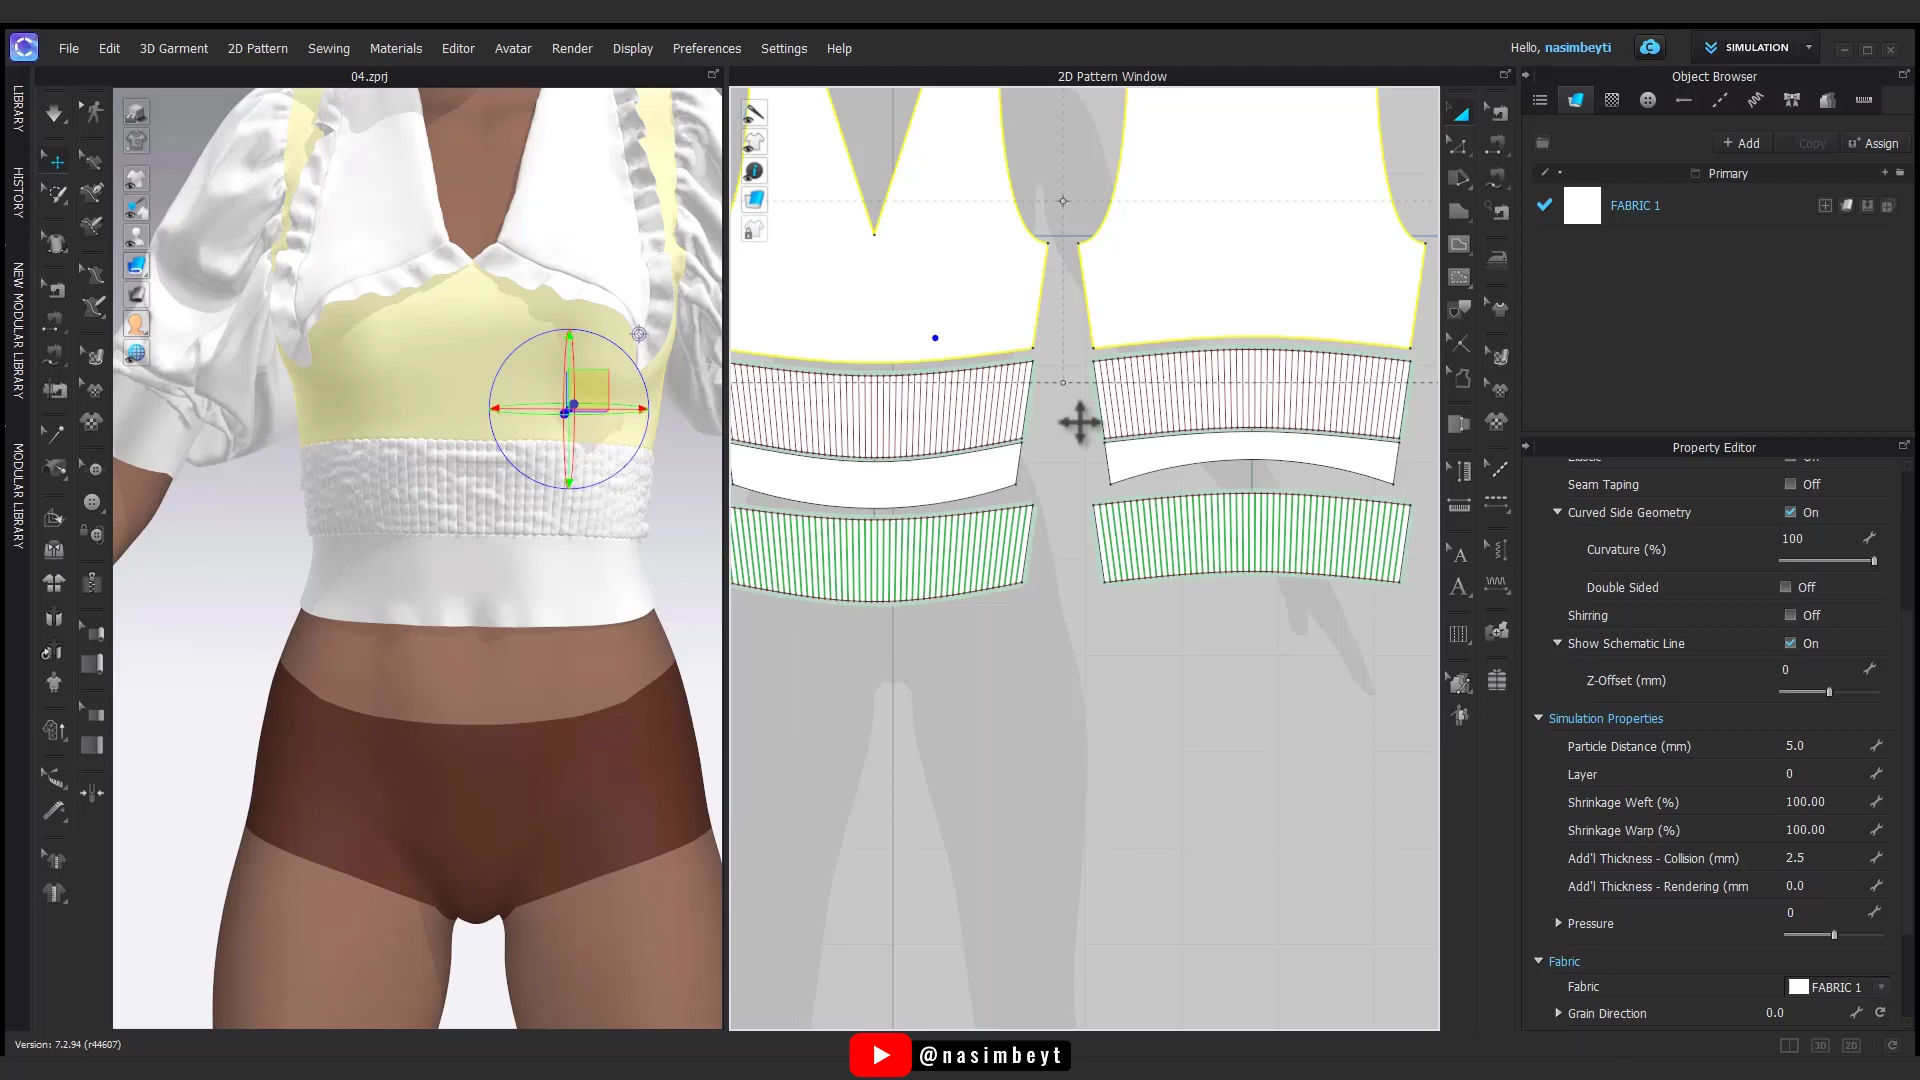 File Edit 3D Garment 2D Pattern Sewing Materials Editor Avatar Render Display Preferences Settings Help
Hello, nasimbeyti
SIMULATION
04.zprj
2D Pattern Window
Object Browser
LIBRARY
HISTORY
NEW MODULAR LIBRARY
MODULAR LIBRARY
+ Add
Copy
Assign
Primary
FABRIC 1
Property Editor
Seam Taping Off
Curved Side Geometry On
Curvature (%) 100
Double Sided Off
Shirring Off
Show Schematic Line On
Z-Offset (mm) 0
Simulation Properties
Particle Distance (mm) 5.0
Layer 0
Shrinkage Weft (%) 100.00
Shrinkage Warp (%) 100.00
Add'l Thickness - Collision (mm) 2.5
Add'l Thickness - Rendering (mm 0.0
Pressure 0
Fabric
Fabric FABRIC 1
Grain Direction 0.0
Version: 7.2.94 (r44607)
@nasimbeyt
3D
2D